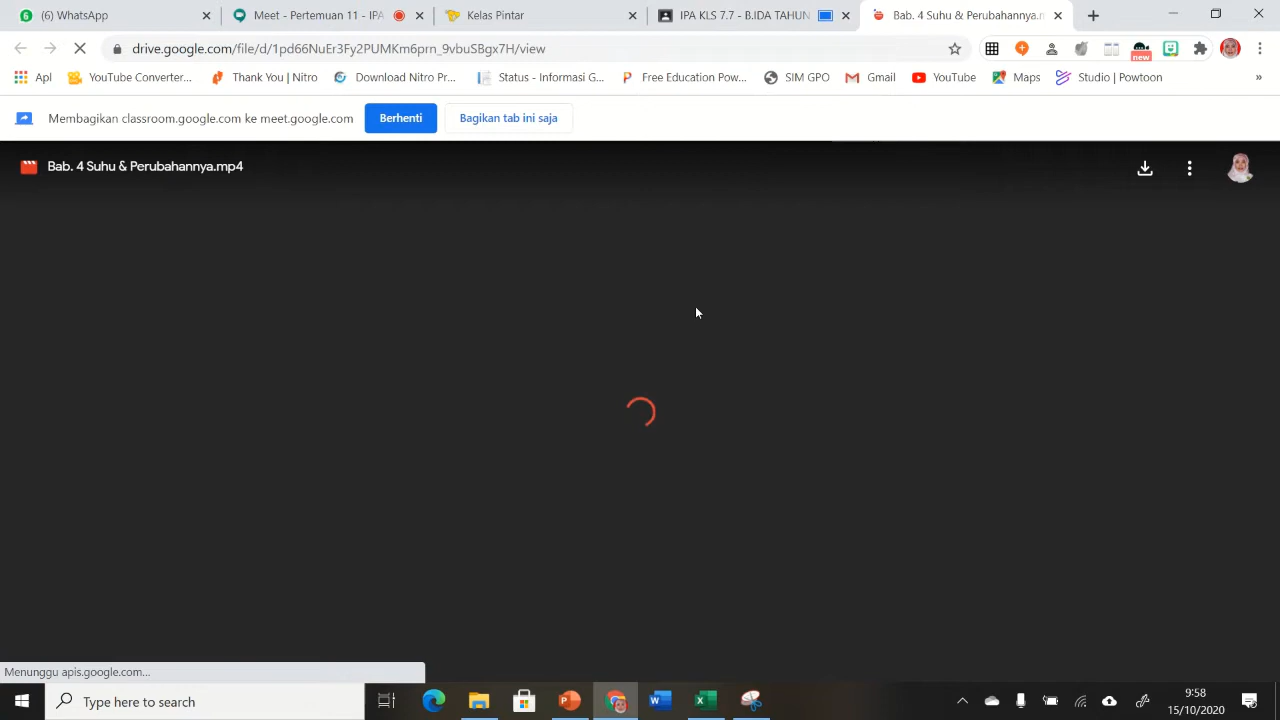 6 (6) WhatsApp
Meet - Pertemuan 11 - IPA
Kelas Pintar
IPA KLS 7.7 - B.IDA TAHUN
Bab. 4 Suhu & Perubahannya.n
drive.google.com/file/d/1pd66NuEr3Fy2PUMKm6prn_9vbuSBgx7H/view
new
Apl
YouTube Converter...
Thank You | Nitro
Download Nitro Pr...
Status - Informasi G...
Free Education Pow...
SIM GPO
Gmail
YouTube
Maps
Studio | Powtoon
»
Membagikan classroom.google.com ke meet.google.com
Berhenti
Bagikan tab ini saja
Bab. 4 Suhu & Perubahannya.mp4
Menunggu apis.google.com...
Type here to search
9:58
15/10/2020